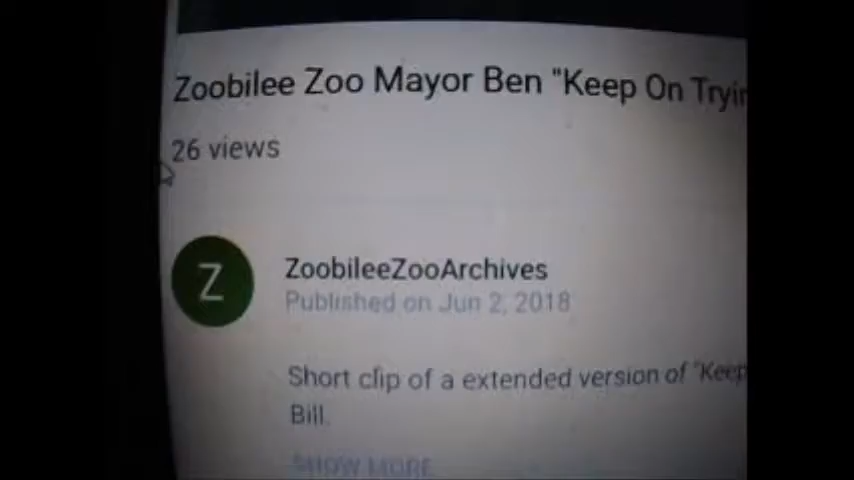 Zoobilee Zoo Mayor Ben "Keep On
26 views
Z
ZoobileeZooArchives
Published on Jun 2, 2018
Short clip of a extended version of "Keep
Bill.
SHOW MORE